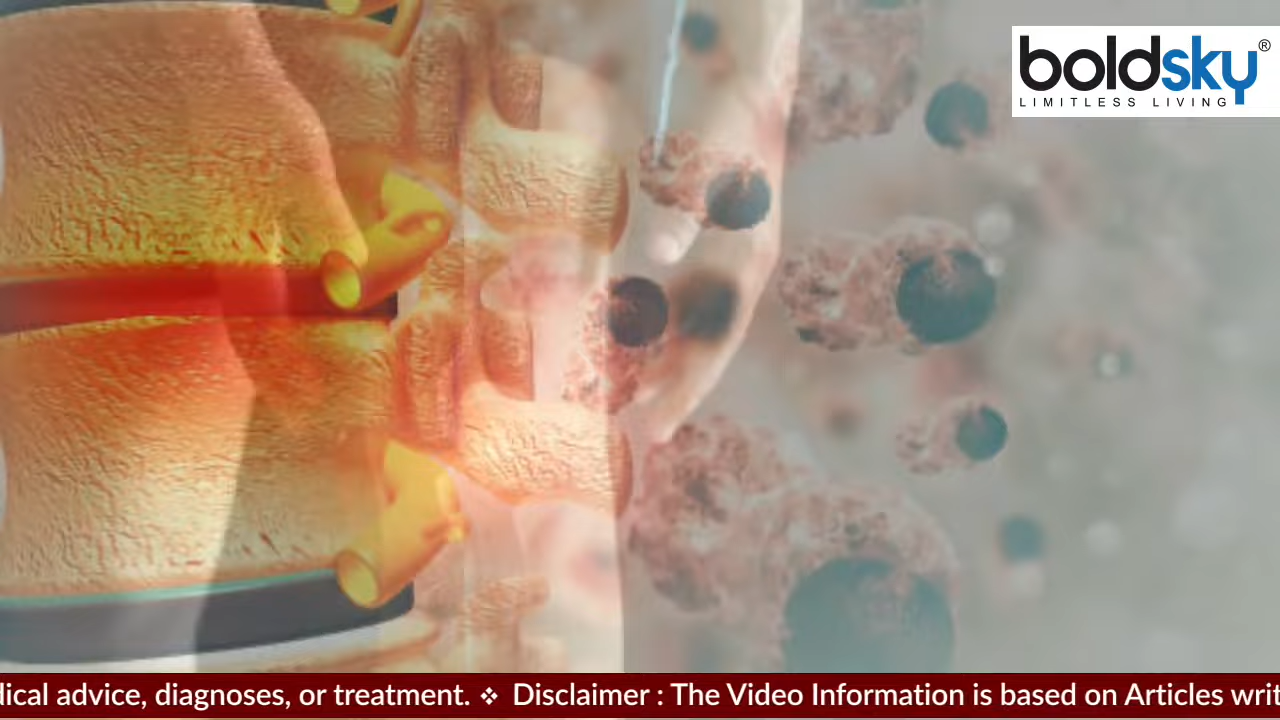 boldsky®
LIMITLESS LIVING
dical advice, diagnoses, or treatment. ❖ Disclaimer : The Video Information is based on Articles writ